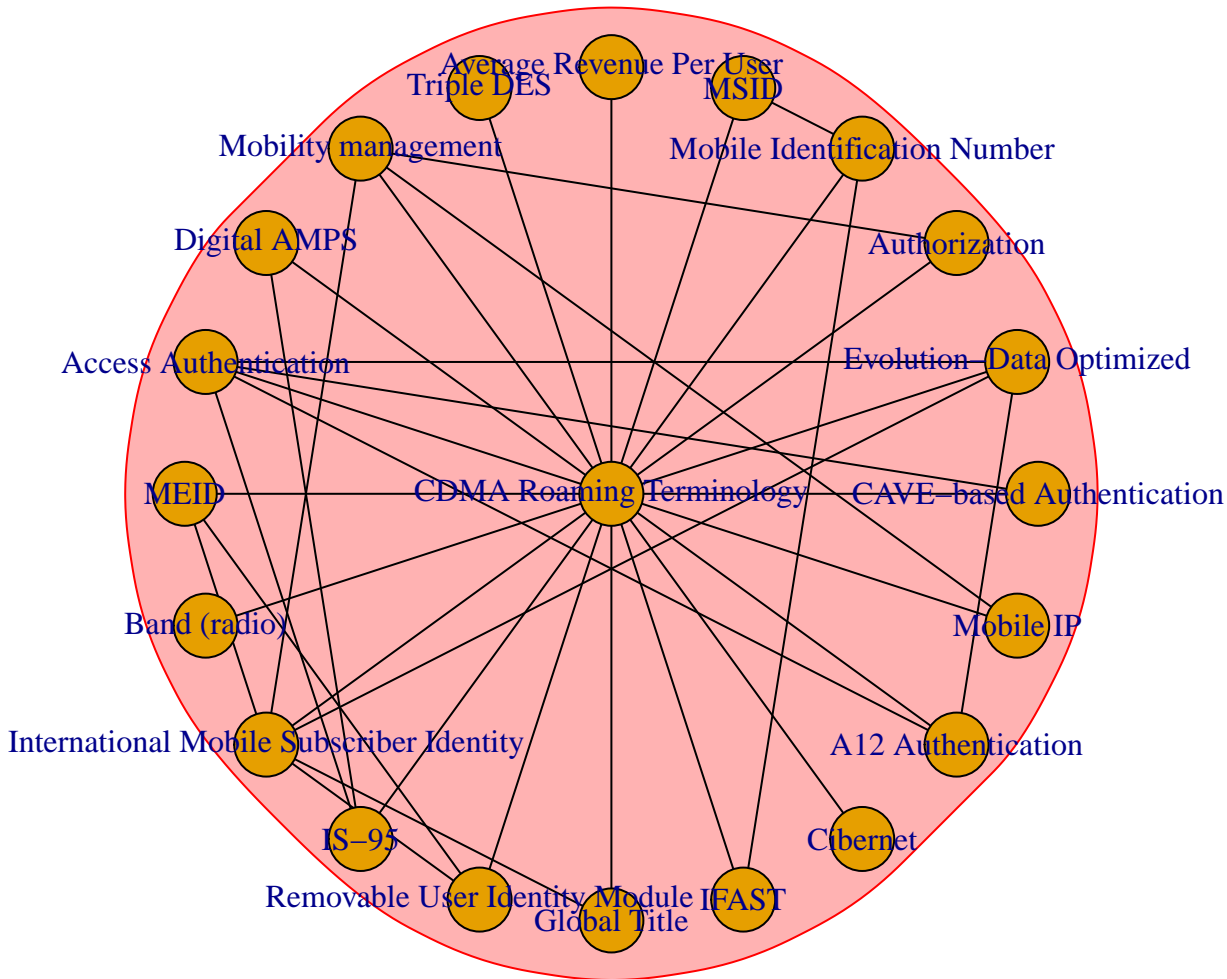 Average Revenue Per User
Triple DES
MSID
Mobility management
Mobile Identification Number
Digital AMPS
Authorization
Access Authentication
Evolution−Data Optimized
MEID
CDMA Roaming Terminology
CAVE−based Authentication
Band (radio)
Mobile IP
International Mobile Subscriber Identity
A12 Authentication
IS−95
Cibernet
Removable User Identity Module
IFAST
Global Title